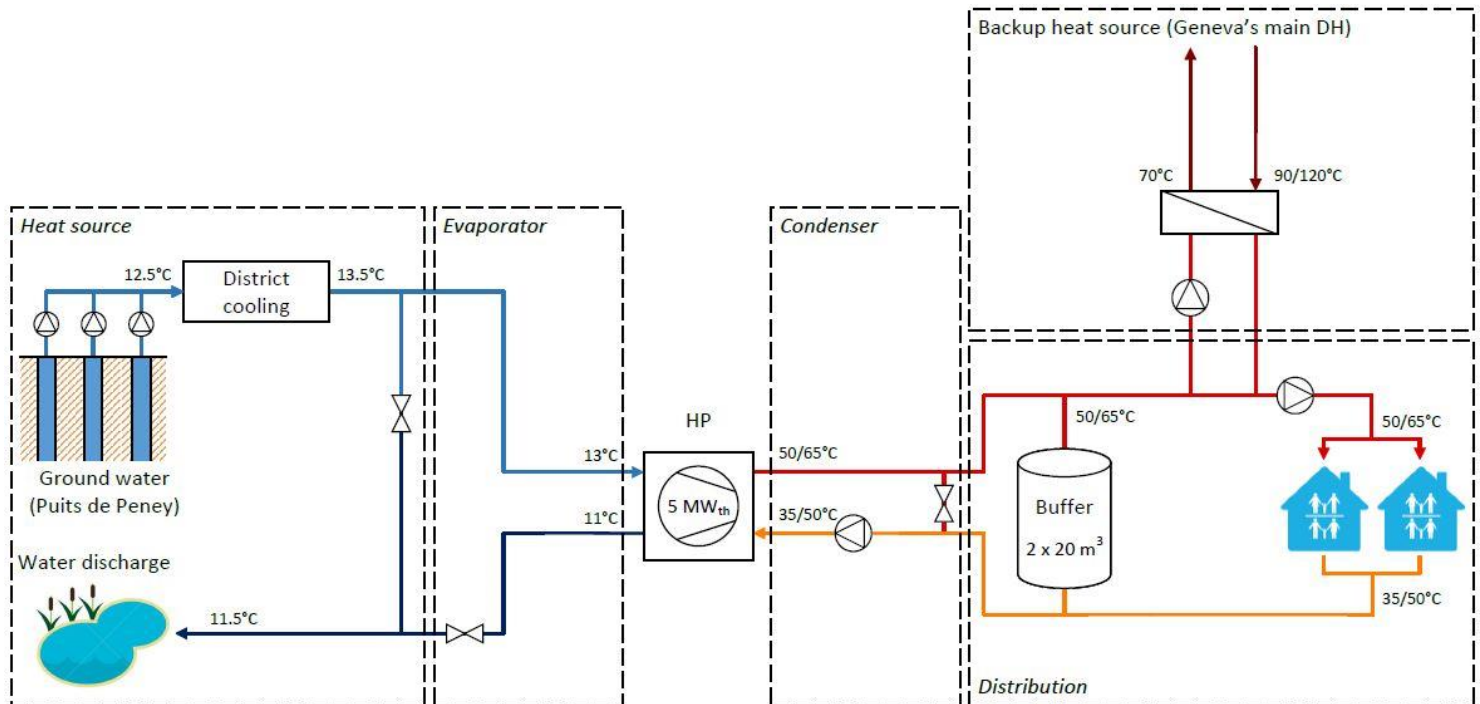 Backup heat source (Geneva's main DH)
70°C
90/120°C
Heat source
Evaporator
Condenser
12.5°C
District
cooling
13.5°C
Ground water
(Puits de Peney)
HP
13°C
5 MWth
11°C
50/65°C
35/50°C
50/65°C
Buffer
2 x 20 m³
50/65°C
35/50°C
Water discharge
11.5°C
Distribution